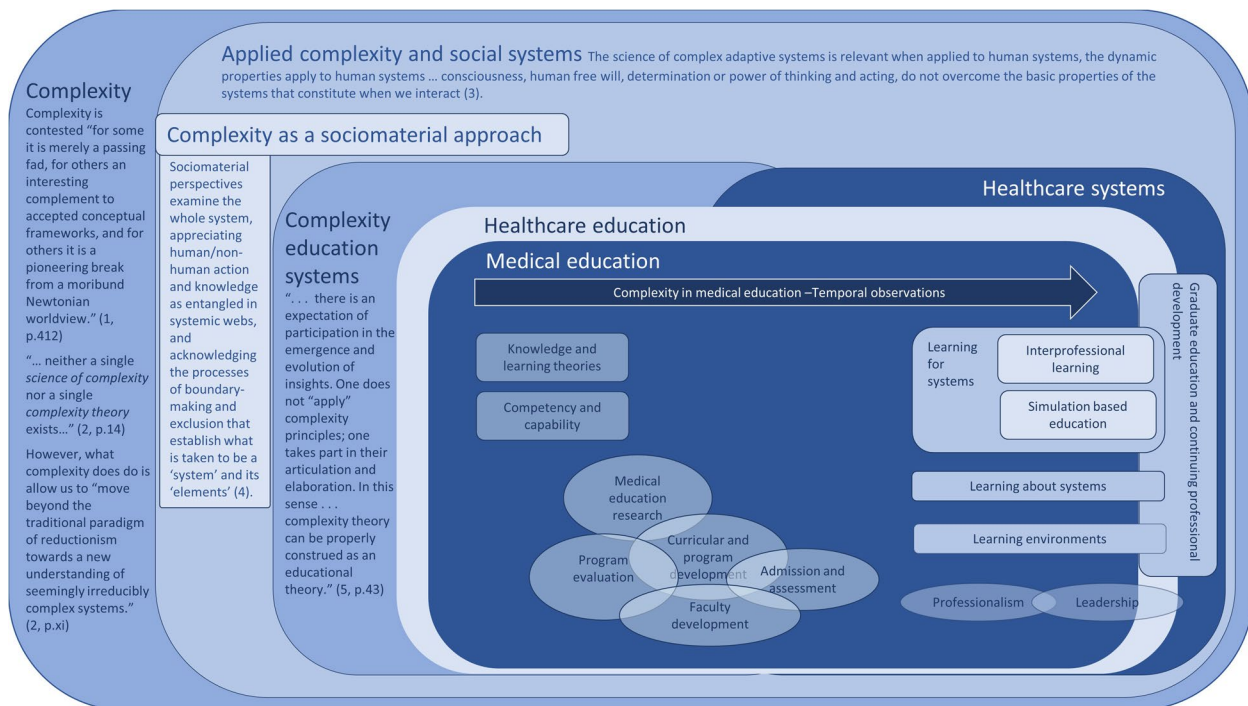 Applied complexity and social systems The science of complex adaptive systems is relevant when applied to human systems, the dynamic
properties apply to human systems ... consciousness, human free will, determination or power of thinking and acting, do not overcome the basic properties of the
systems that constitute when we interact (3).
Complexity
Complexity is
contested “for some
it is merely a passing
fad, for others an
interesting
complement to
accepted conceptual
frameworks, and for
others it is a
pioneering break
from a moribund
Newtonian
worldview.” (1,
p.412)
“... neither a single
science of complexity
nor a single
complexity theory
exists...” (2, p.14)
However, what
complexity does do is
allow us to “move
beyond the
traditional paradigm
of reductionism
towards a new
understanding of
seemingly irreducibly
complex systems.”
(2, p.xi)
Complexity as a sociomaterial approach
Sociomaterial
perspectives
examine the
whole system,
appreciating
human/non-
human action
and knowledge
as entangled in
systemic webs,
and
acknowledging
the processes
of boundary-
making and
exclusion that
establish what
is taken to be a
‘system’ and its
‘elements’ (4).
Complexity
education
systems
“. . . there is an
expectation of
participation in the
emergence and
evolution of
insights. One does
not “apply”
complexity
principles; one
takes part in their
articulation and
elaboration. In this
sense . . .
complexity theory
can be properly
construed as an
educational
theory.” (5, p.43)
Healthcare systems
Healthcare education
Medical education
Complexity in medical education –Temporal observations
Knowledge and
learning theories
Competency and
capability
Medical
education
research
Program
evaluation
Curricular and
program
development
Admission and
assessment
Faculty
development
Learning
for
systems
Interprofessional
learning
Simulation based
education
Learning about systems
Learning environments
Professionalism
Leadership
Graduate education and continuing professional
development